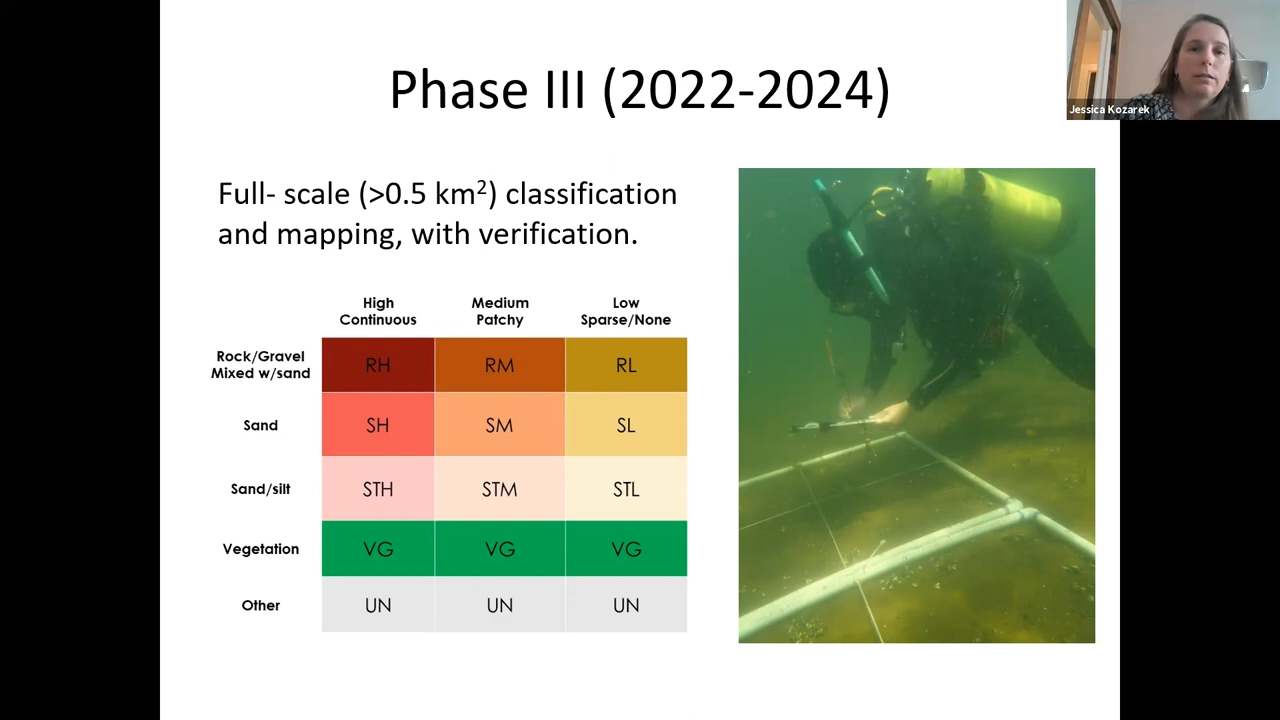 Phase III (2022-2024)
Jessica Kozarek
Full- scale (>0.5 km²) classification
and mapping, with verification.
High
Continuous
Medium
Patchy
Low
Sparse/None
Rock/Gravel
Mixed w/sand
RH
RM
RL
Sand
SH
SM
SL
Sand/silt
STH
STM
STL
Vegetation
VG
VG
VG
Other
UN
UN
UN